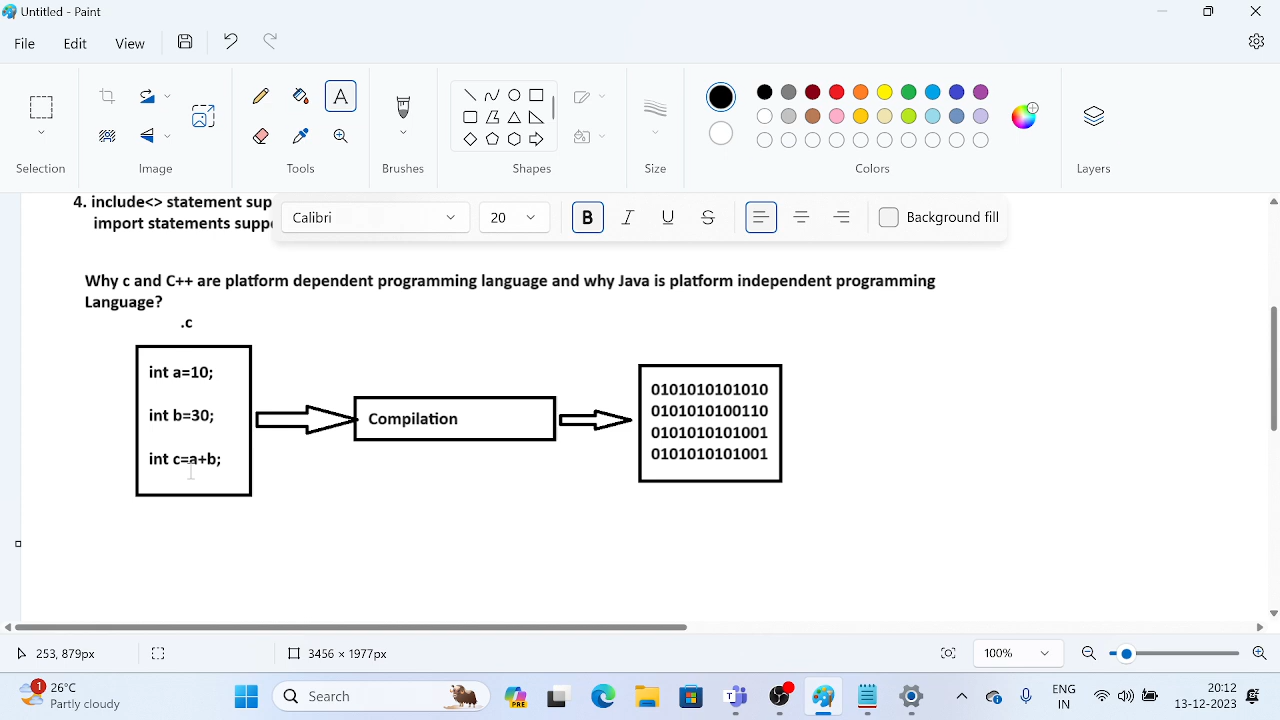 Untitled - Paint
File Edit View
Selection Image Tools Brushes Shapes Size Colors Layers
4. include<> statement sup
import statements suppo
Calibri 20 B I U S Background fill
Why c and C++ are platform dependent programming language and why Java is platform independent programming
Language?
.c
int a=10;
int b=30;
int c=a+b;
Compilation
0101010101010
0101010100110
0101010101001
0101010101001
253, 879px 3456 × 1977px 100%
1 26°C
Partly cloudy
Search
PRE
ENG
IN
20:12
13-12-2023